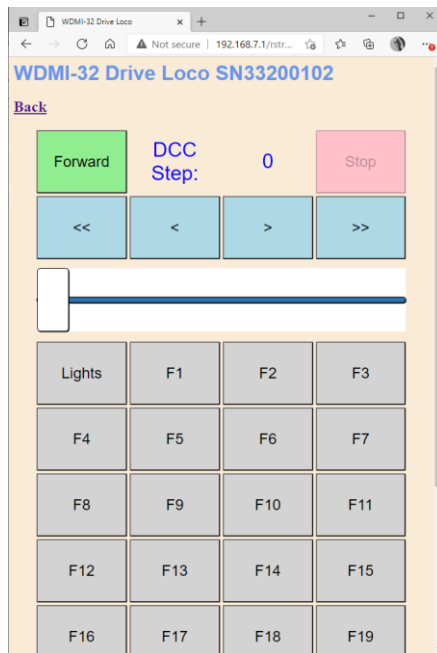 WDMI-32 Drive Loco
Not secure | 192.168.7.1/rstr...
WDMI-32 Drive Loco SN33200102
Back
Forward DCC Step: 0 Stop
<< < > >>
Lights F1 F2 F3
F4 F5 F6 F7
F8 F9 F10 F11
F12 F13 F14 F15
F16 F17 F18 F19